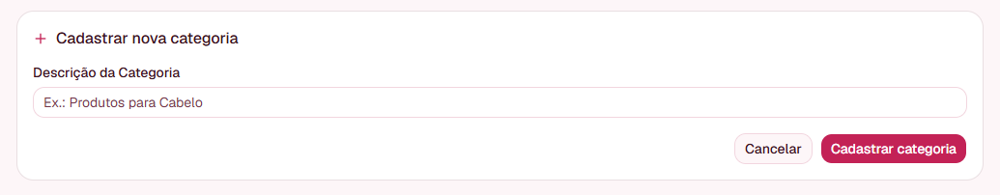 + Cadastrar nova categoria
Descrição da Categoria
Ex.: Produtos para Cabelo
Cancelar
Cadastrar categoria